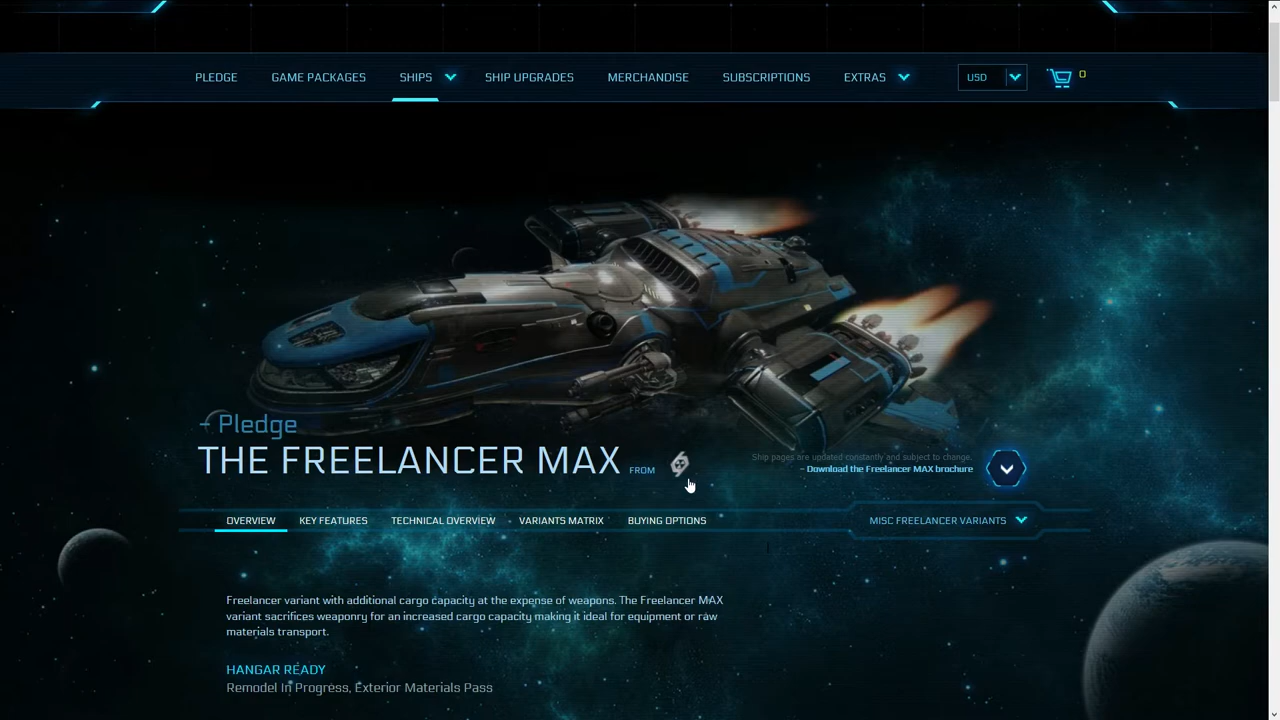 PLEDGE GAME PACKAGES SHIPS SHIP UPGRADES MERCHANDISE SUBSCRIPTIONS EXTRAS USD 0
– Pledge
THE FREELANCER MAX FROM
Ship pages are updated constantly and subject to change.
– Download the Freelancer MAX brochure
OVERVIEW KEY FEATURES TECHNICAL OVERVIEW VARIANTS MATRIX BUYING OPTIONS MISC FREELANCER VARIANTS
Freelancer variant with additional cargo capacity at the expense of weapons. The Freelancer MAX
variant sacrifices weaponry for an increased cargo capacity making it ideal for equipment or raw
materials transport.
HANGAR READY
Remodel In Progress, Exterior Materials Pass